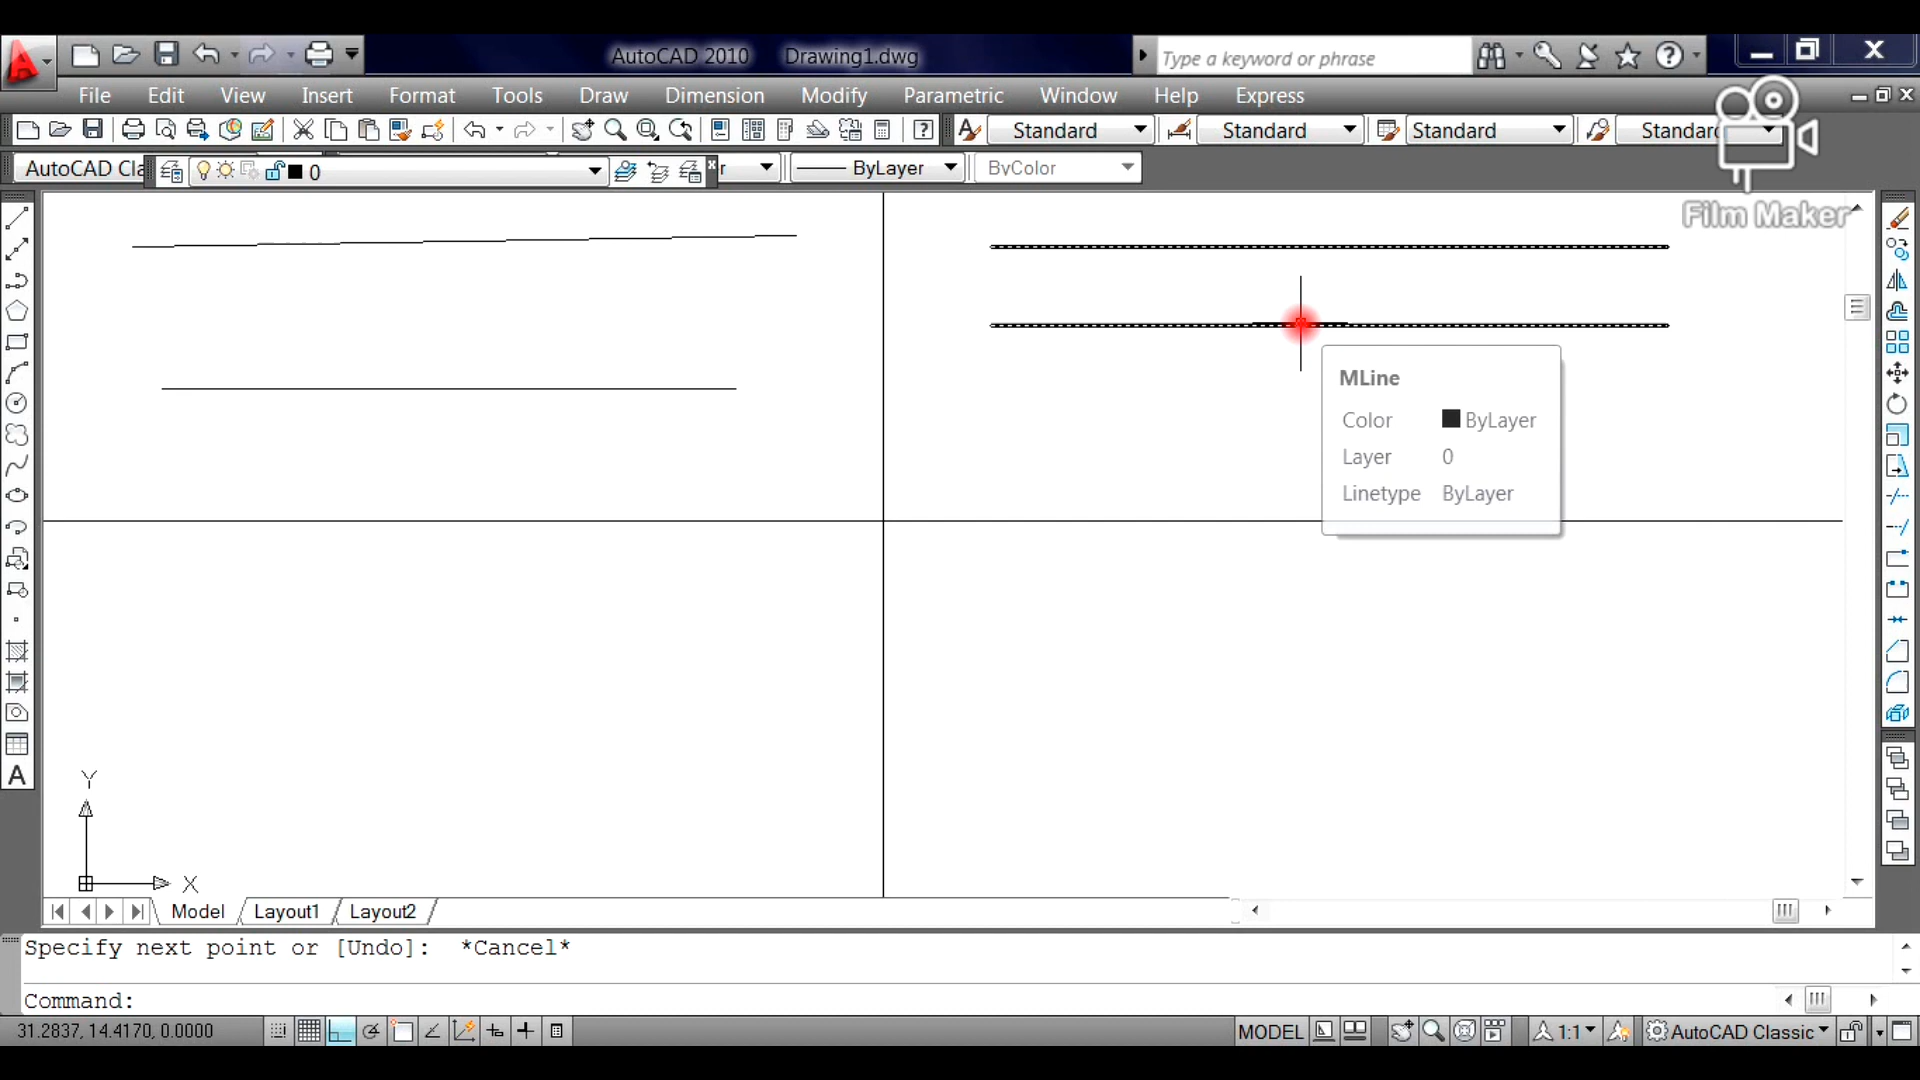 AutoCAD 2010 Drawing1.dwg Type a keyword or phrase
File Edit View Insert Format Tools Draw Dimension Modify Parametric Window Help Express
Standard Standard Standard Standard
AutoCAD Cla 0 r ByLayer ByColor
Film Maker
MLine
Color ByLayer
Layer 0
Linetype ByLayer
Y
X
Model Layout1 Layout2
Specify next point or [Undo]: *Cancel*
Command:
31.2837, 14.4170, 0.0000 MODEL 1:1 AutoCAD Classic